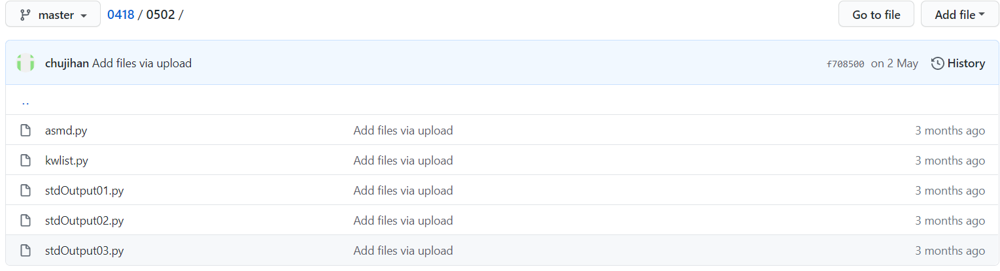 master 0418 / 0502 / Go to file Add file
chujihan Add files via upload f708500 on 2 May History
..
asmd.py Add files via upload 3 months ago
kwlist.py Add files via upload 3 months ago
stdOutput01.py Add files via upload 3 months ago
stdOutput02.py Add files via upload 3 months ago
stdOutput03.py Add files via upload 3 months ago